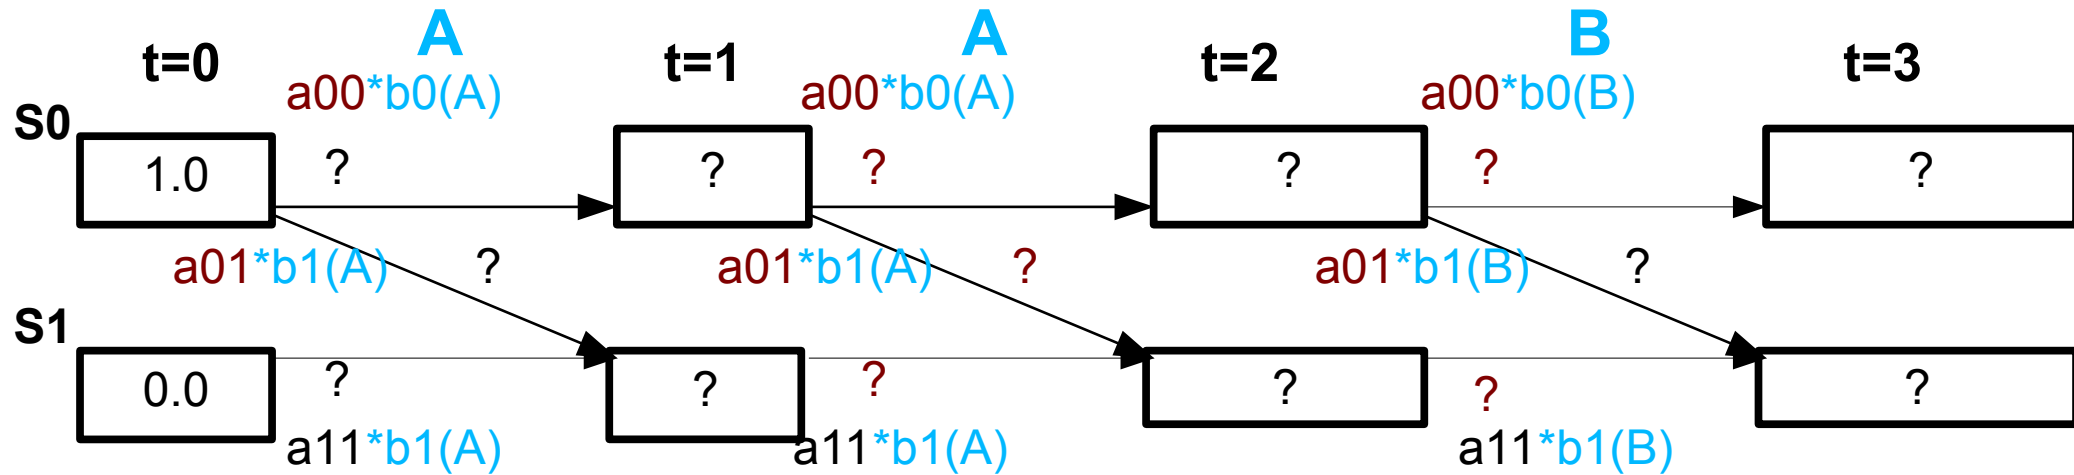 A A B
t=0 t=1 t=2 t=3
a00*b0(A) a00*b0(A) a00*b0(B)
S0
1.0 ? ? ? ? ? ?
a01*b1(A) ? a01*b1(A) ? a01*b1(B) ?
S1
0.0 ? ? ? ? ? ?
a11*b1(A) a11*b1(A) a11*b1(B)